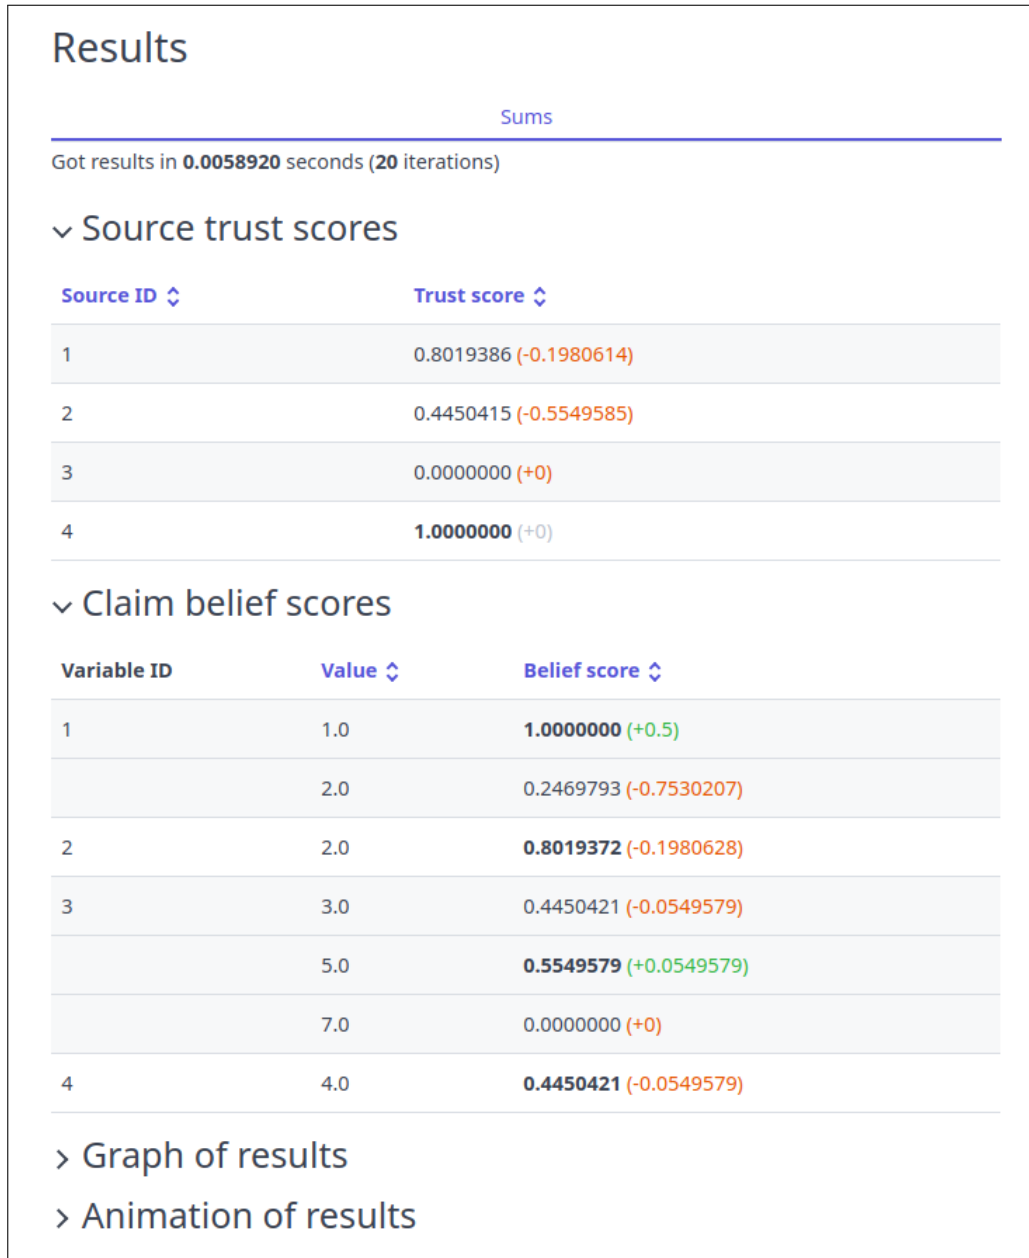 Results
Sums
Got results in 0.0058920 seconds (20 iterations)
Source trust scores
Source ID Trust score
1 0.8019386 (-0.1980614)
2 0.4450415 (-0.5549585)
3 0.0000000 (+0)
4 1.0000000 (+0)
Claim belief scores
Variable ID Value Belief score
1 1.0 1.0000000 (+0.5)
2.0 0.2469793 (-0.7530207)
2 2.0 0.8019372 (-0.1980628)
3 3.0 0.4450421 (-0.0549579)
5.0 0.5549579 (+0.0549579)
7.0 0.0000000 (+0)
4 4.0 0.4450421 (-0.0549579)
Graph of results
Animation of results